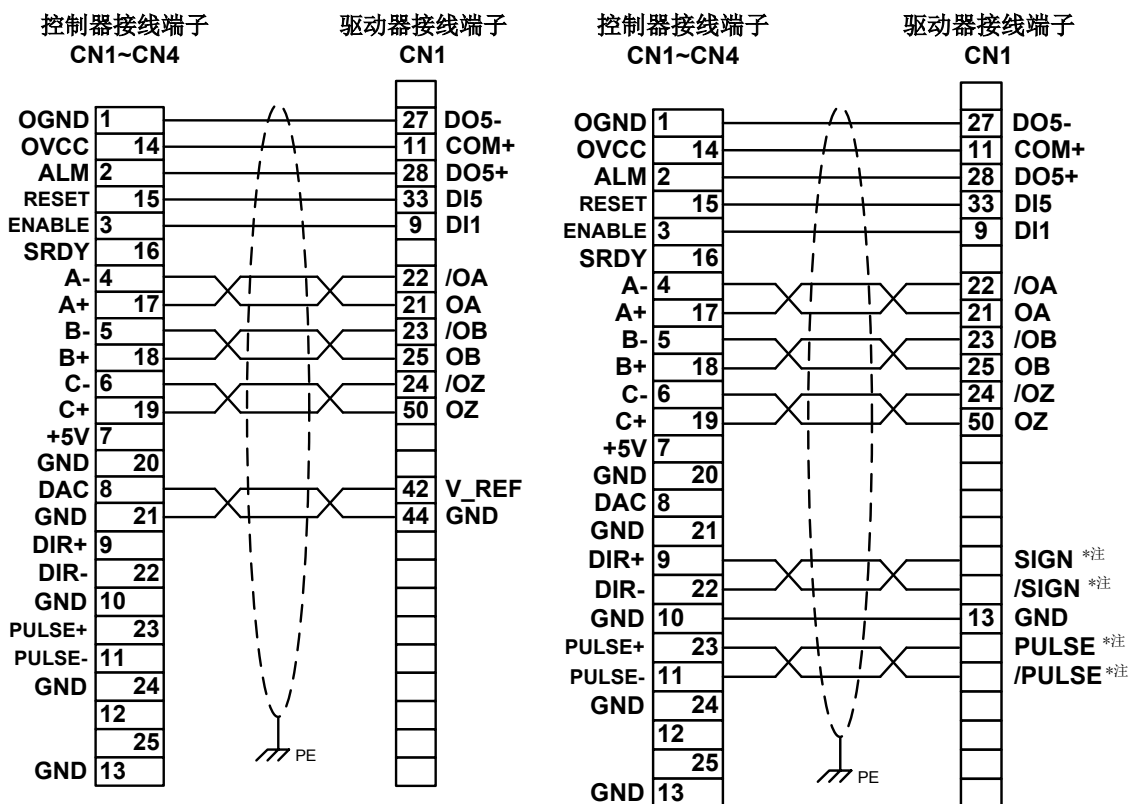 控制器接线端子 驱动器接线端子
CN1~CN4 CN1
OGND 1 27 DO5-
OVCC 14 11 COM+
ALM 2 28 DO5+
RESET 15 33 DI5
ENABLE 3 9 DI1
SRDY 16
A- 4 22 /OA
A+ 17 21 OA
B- 5 23 /OB
B+ 18 25 OB
C- 6 24 /OZ
C+ 19 50 OZ
+5V 7
GND 20
DAC 8 42 V_REF
GND 21 44 GND
DIR+ 9
DIR- 22
GND 10
PULSE+ 23
PULSE- 11
GND 24
12
25
GND 13
PE
控制器接线端子 驱动器接线端子
CN1~CN4 CN1
OGND 1 27 DO5-
OVCC 14 11 COM+
ALM 2 28 DO5+
RESET 15 33 DI5
ENABLE 3 9 DI1
SRDY 16
A- 4 22 /OA
A+ 17 21 OA
B- 5 23 /OB
B+ 18 25 OB
C- 6 24 /OZ
C+ 19 50 OZ
+5V 7
GND 20
DAC 8
GND 21
DIR+ 9 SIGN *注
DIR- 22 /SIGN *注
GND 10 13 GND
PULSE+ 23 PULSE *注
PULSE- 11 /PULSE *注
GND 24
12
25
GND 13
PE